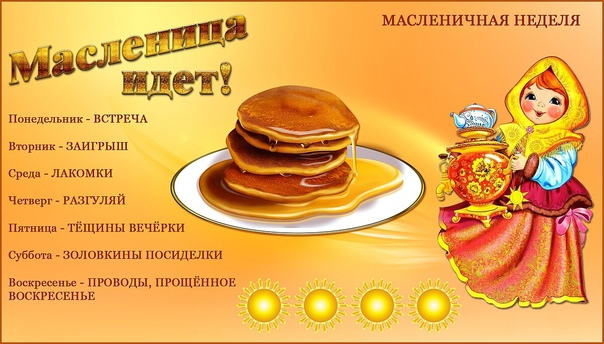 Масленица
идет!
МАСЛЕНИЧНАЯ НЕДЕЛЯ
Понедельник - ВСТРЕЧА
Вторник - ЗАИГРЫШ
Среда - ЛАКОМКИ
Четверг - РАЗГУЛЯЙ
Пятница - ТЁЩИНЫ ВЕЧЁРКИ
Суббота - ЗОЛОВКИНЫ ПОСИДЕЛКИ
Воскресенье - ПРОВОДЫ, ПРОЩЁННОЕ
ВОСКРЕСЕНЬЕ